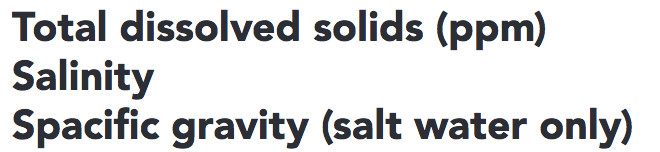 Total dissolved solids (ppm)
Salinity
Spacific gravity (salt water only)